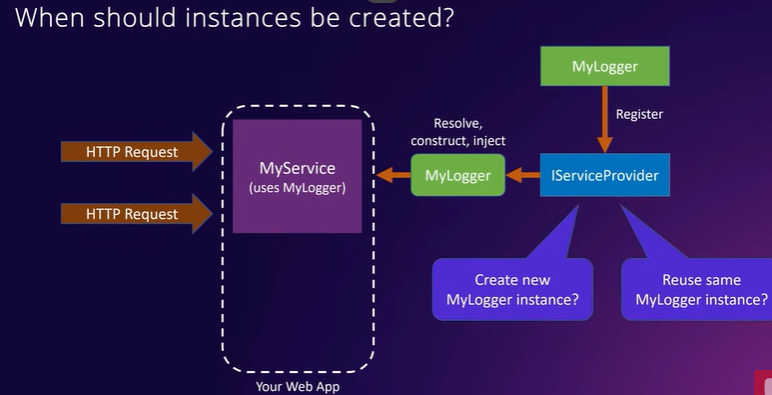 When should instances be created?
MyLogger
Register
Resolve,
construct, inject
HTTP Request
MyService
(uses MyLogger)
MyLogger
IServiceProvider
HTTP Request
Create new
MyLogger instance?
Reuse same
MyLogger instance?
Your Web App